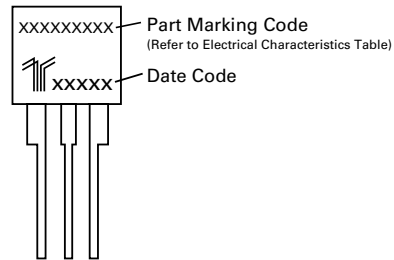 XXXXXXXXX
Part Marking Code
(Refer to Electrical Characteristics Table)
XXXXX
Date Code